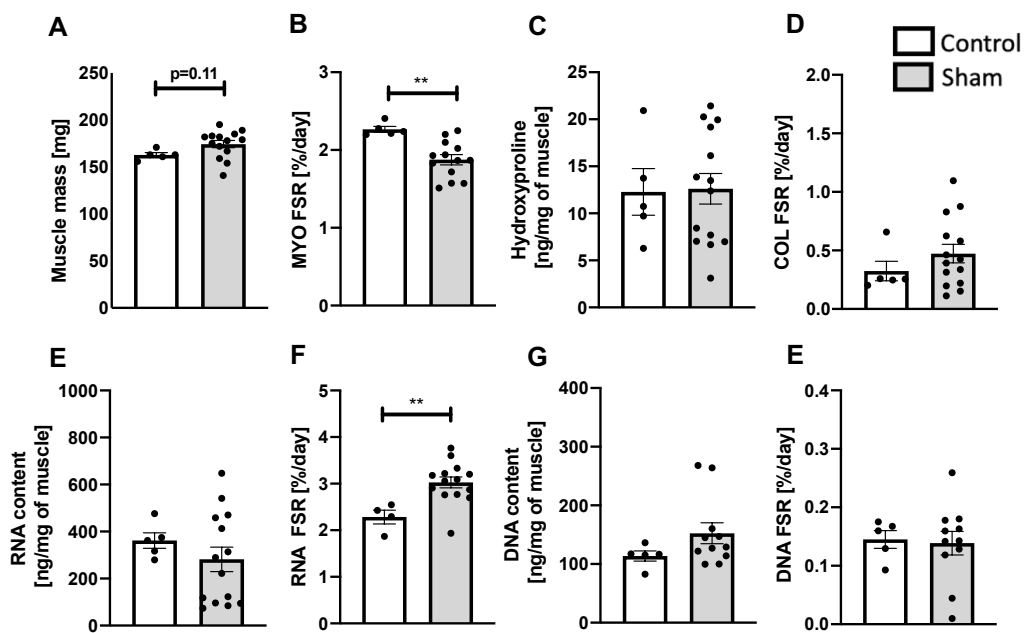 A
B
C
D
Control
Sham
p=0.11
**
Muscle mass [mg]
250
200
150
100
50
0
MYO FSR [%/day]
3
2
1
0
Hydroxyproline
[ng/mg of muscle]
25
20
15
10
5
0
COL FSR [%/day]
2.0
1.5
1.0
0.5
0.0
E
F
G
E
RNA content
[ng/mg of muscle]
1000
800
600
400
200
0
**
RNA FSR [%/day]
5
4
3
2
1
0
DNA content
[ng/mg of muscle]
400
300
200
100
0
DNA FSR [%/day]
0.4
0.3
0.2
0.1
0.0